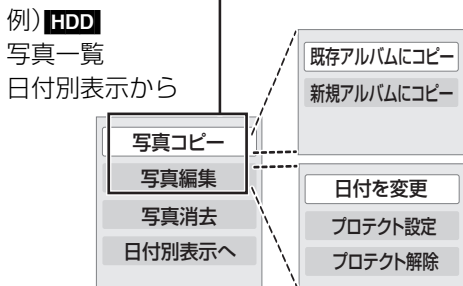 例)HDD
写真一覧
日付別表示から
写真コピー
写真編集
写真消去
日付別表示へ
既存アルバムにコピー
新規アルバムにコピー
日付を変更
プロテクト設定
プロテクト解除